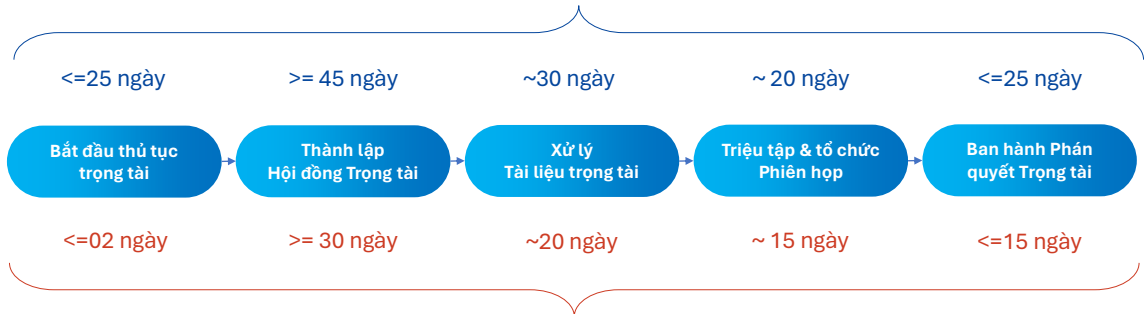 <=25 ngày
>= 45 ngày
~30 ngày
~ 20 ngày
<=25 ngày
Bắt đầu thủ tục
trọng tài
Thành lập
Hội đồng Trọng tài
Xử lý
Tài liệu trọng tài
Triệu tập & tổ chức
Phiên họp
Ban hành Phán
quyết Trọng tài
<=02 ngày
>= 30 ngày
~20 ngày
~ 15 ngày
<=15 ngày